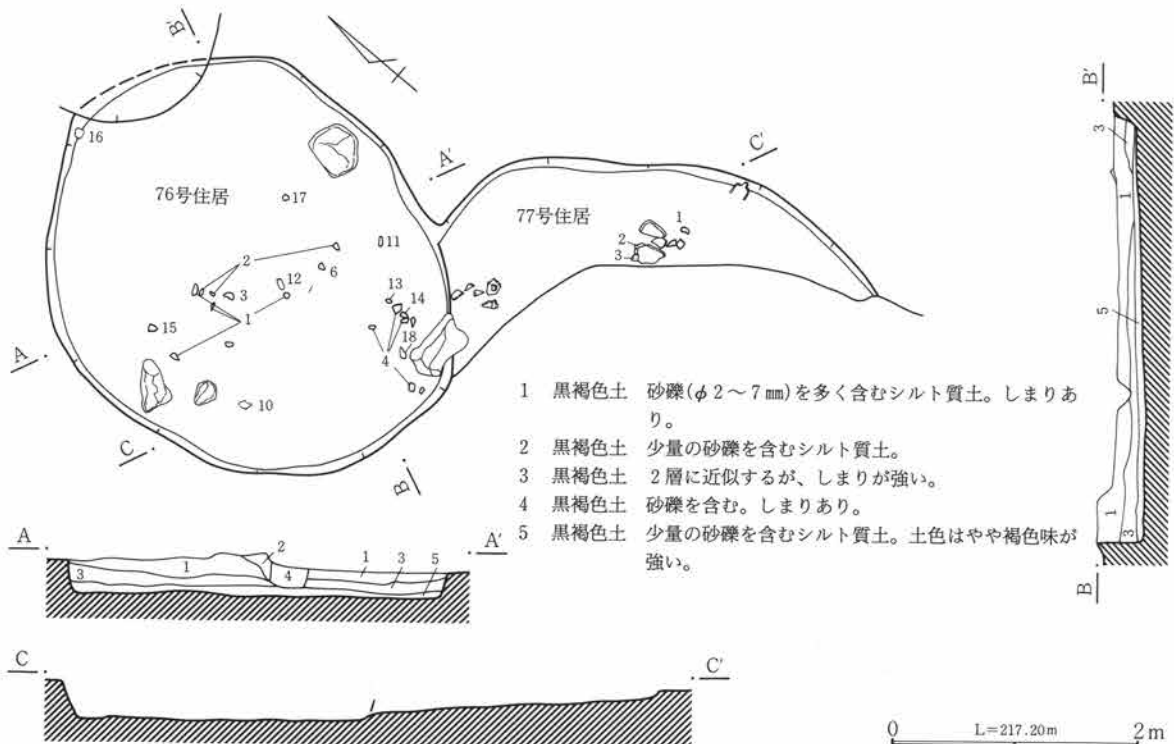 B'
16
76号住居
17
A'
C'
77号住居
1
2
3
11
2
12
6
3
13
14
1
15
4
18
A
10
C
B
B'
3
1
5
1
3
B
1 黒褐色土 砂礫(φ2～7㎜)を多く含むシルト質土。しまりあ
り。
2 黒褐色土 少量の砂礫を含むシルト質土。
3 黒褐色土 2層に近似するが、しまりが強い。
4 黒褐色土 砂礫を含む。しまりあり。
5 黒褐色土 少量の砂礫を含むシルト質土。土色はやや褐色味が
強い。
A
A'
2
1
3
4
1
3
5
C
C'
0 L=217.20m 2m